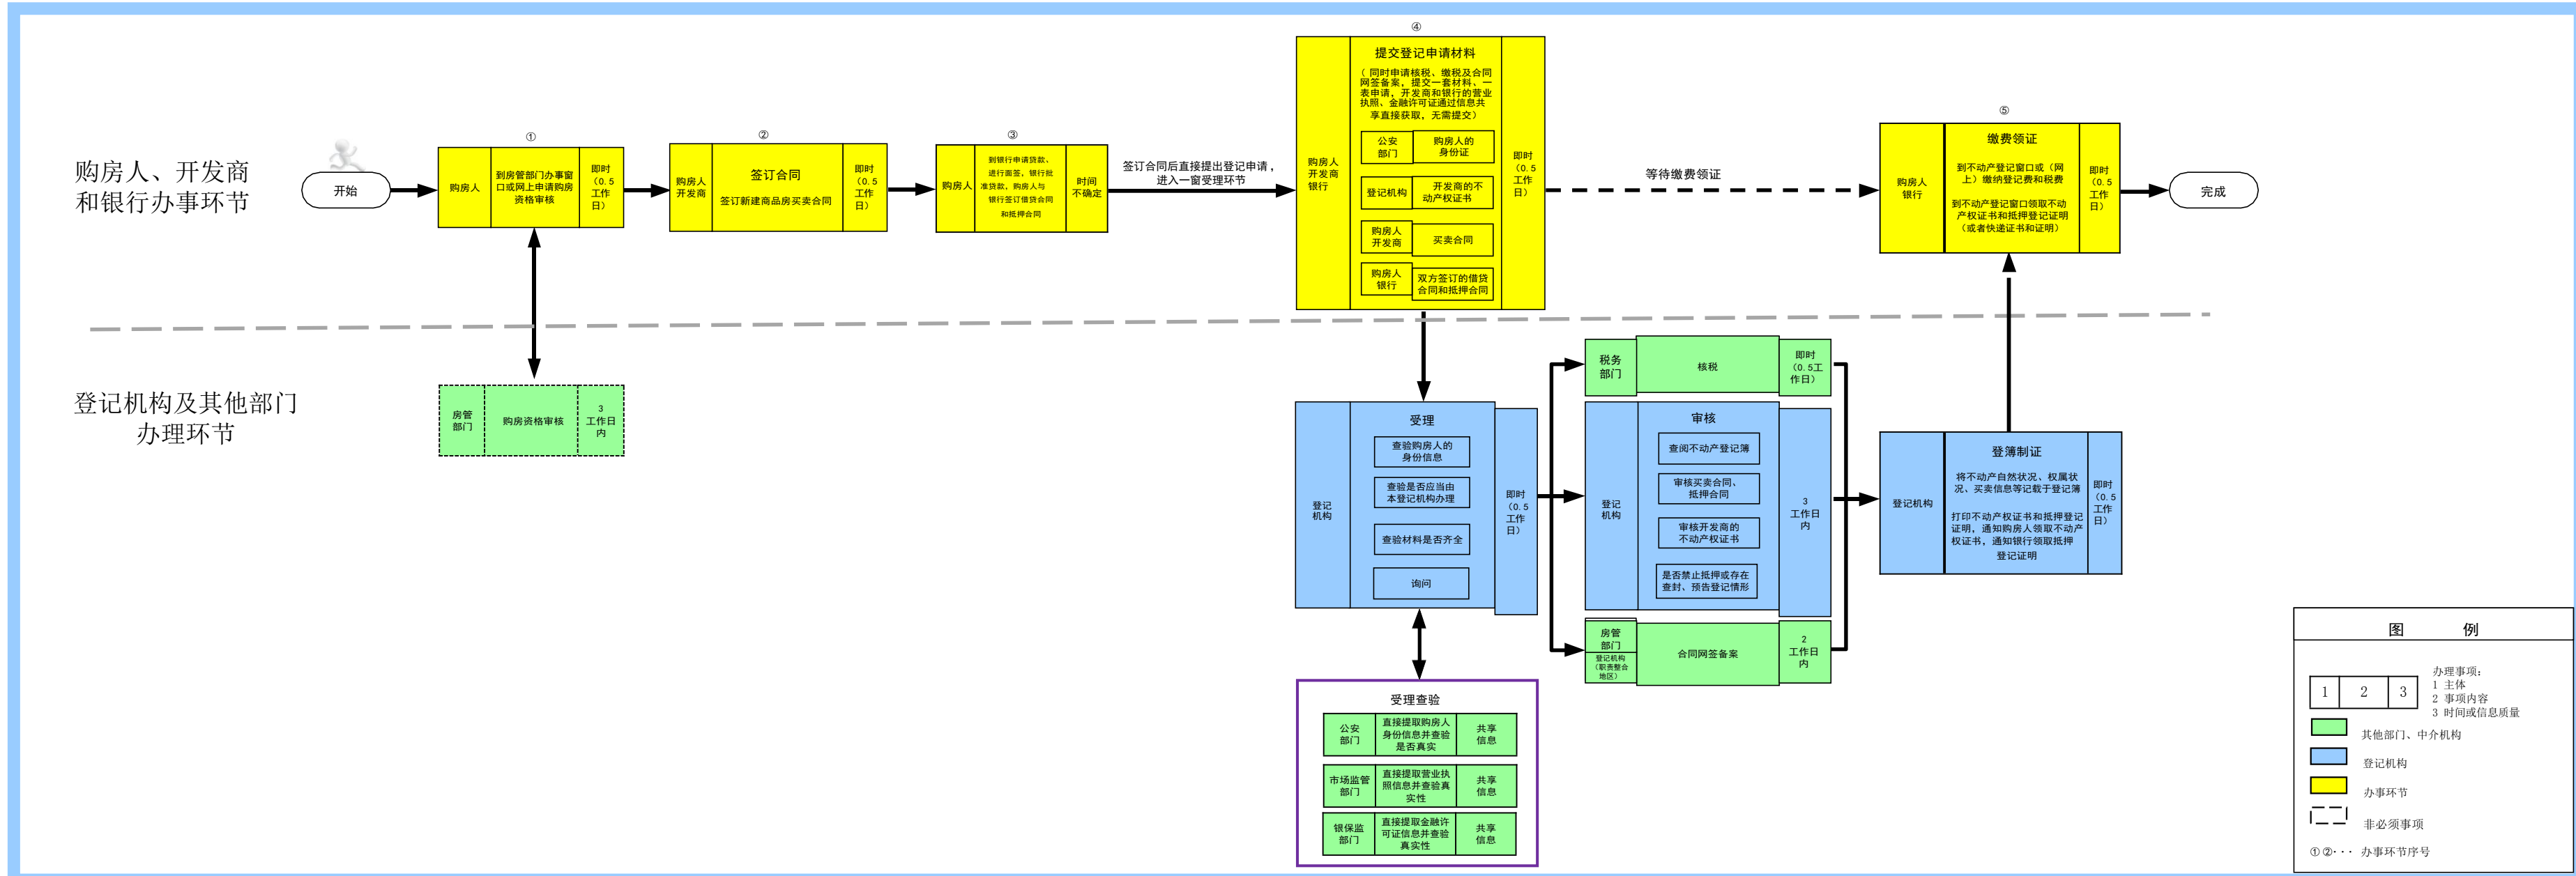 购房人、开发商
和银行办事环节
开始
①
购房人
到房管部门办事窗
口或网上申请购房
资格审核
即时
（0.5
工作
日）
②
购房人
开发商
签订合同
签订新建商品房买卖合同
即时
（0.5
工作
日）
③
购房人
到银行申请贷款、
进行面签，银行批
准贷款，购房人与
银行签订借贷合同
和抵押合同
时间
不确定
签订合同后直接提出登记申请，
进入一窗受理环节
④
购房人
开发商
银行
提交登记申请材料
（ 同时申请核税、缴税及合同
网签备案，提交一套材料、一
表申请，开发商和银行的营业
执照、金融许可证通过信息共
享直接获取，无需提交）
公安
部门
购房人的
身份证
登记机构
开发商的不
动产权证书
购房人
开发商
买卖合同
购房人
银行
双方签订的借贷
合同和抵押合同
即时
（0.5
工作
日）
等待缴费领证
⑤
购房人
银行
缴费领证
到不动产登记窗口或（网
上）缴纳登记费和税费
到不动产登记窗口领取不动
产权证书和抵押登记证明
（或者快递证书和证明）
即时
（0.5
工作
日）
完成
登记机构及其他部门
办理环节
房管
部门
购房资格审核
3
工作日
内
登记
机构
受理
查验购房人的
身份信息
查验是否应当由
本登记机构办理
查验材料是否齐全
询问
即时
（0.5
工作
日）
受理查验
公安
部门
直接提取购房人
身份信息并查验
是否真实
共享
信息
市场监管
部门
直接提取营业执
照信息并查验真
实性
共享
信息
银保监
部门
直接提取金融许
可证信息并查验
真实性
共享
信息
税务
部门
核税
即时
（0.5工
作日）
登记
机构
审核
查阅不动产登记簿
审核买卖合同、
抵押合同
审核开发商的
不动产权证书
是否禁止抵押或存在
查封、预告登记情形
3
工作日
内
房管
部门
登记机构
（职责整合
地区）
合同网签备案
2
工作日
内
登记机构
登簿制证
将不动产自然状况、权属状
况、买卖信息等记载于登记簿
打印不动产权证书和抵押登记
证明，通知购房人领取不动产
权证书，通知银行领取抵押
登记证明
即时
（0.5
工作
日）
图 例
1 2 3
办理事项：
1 主体
2 事项内容
3 时间或信息质量
其他部门、中介机构
登记机构
办事环节
非必须事项
①②··· 办事环节序号